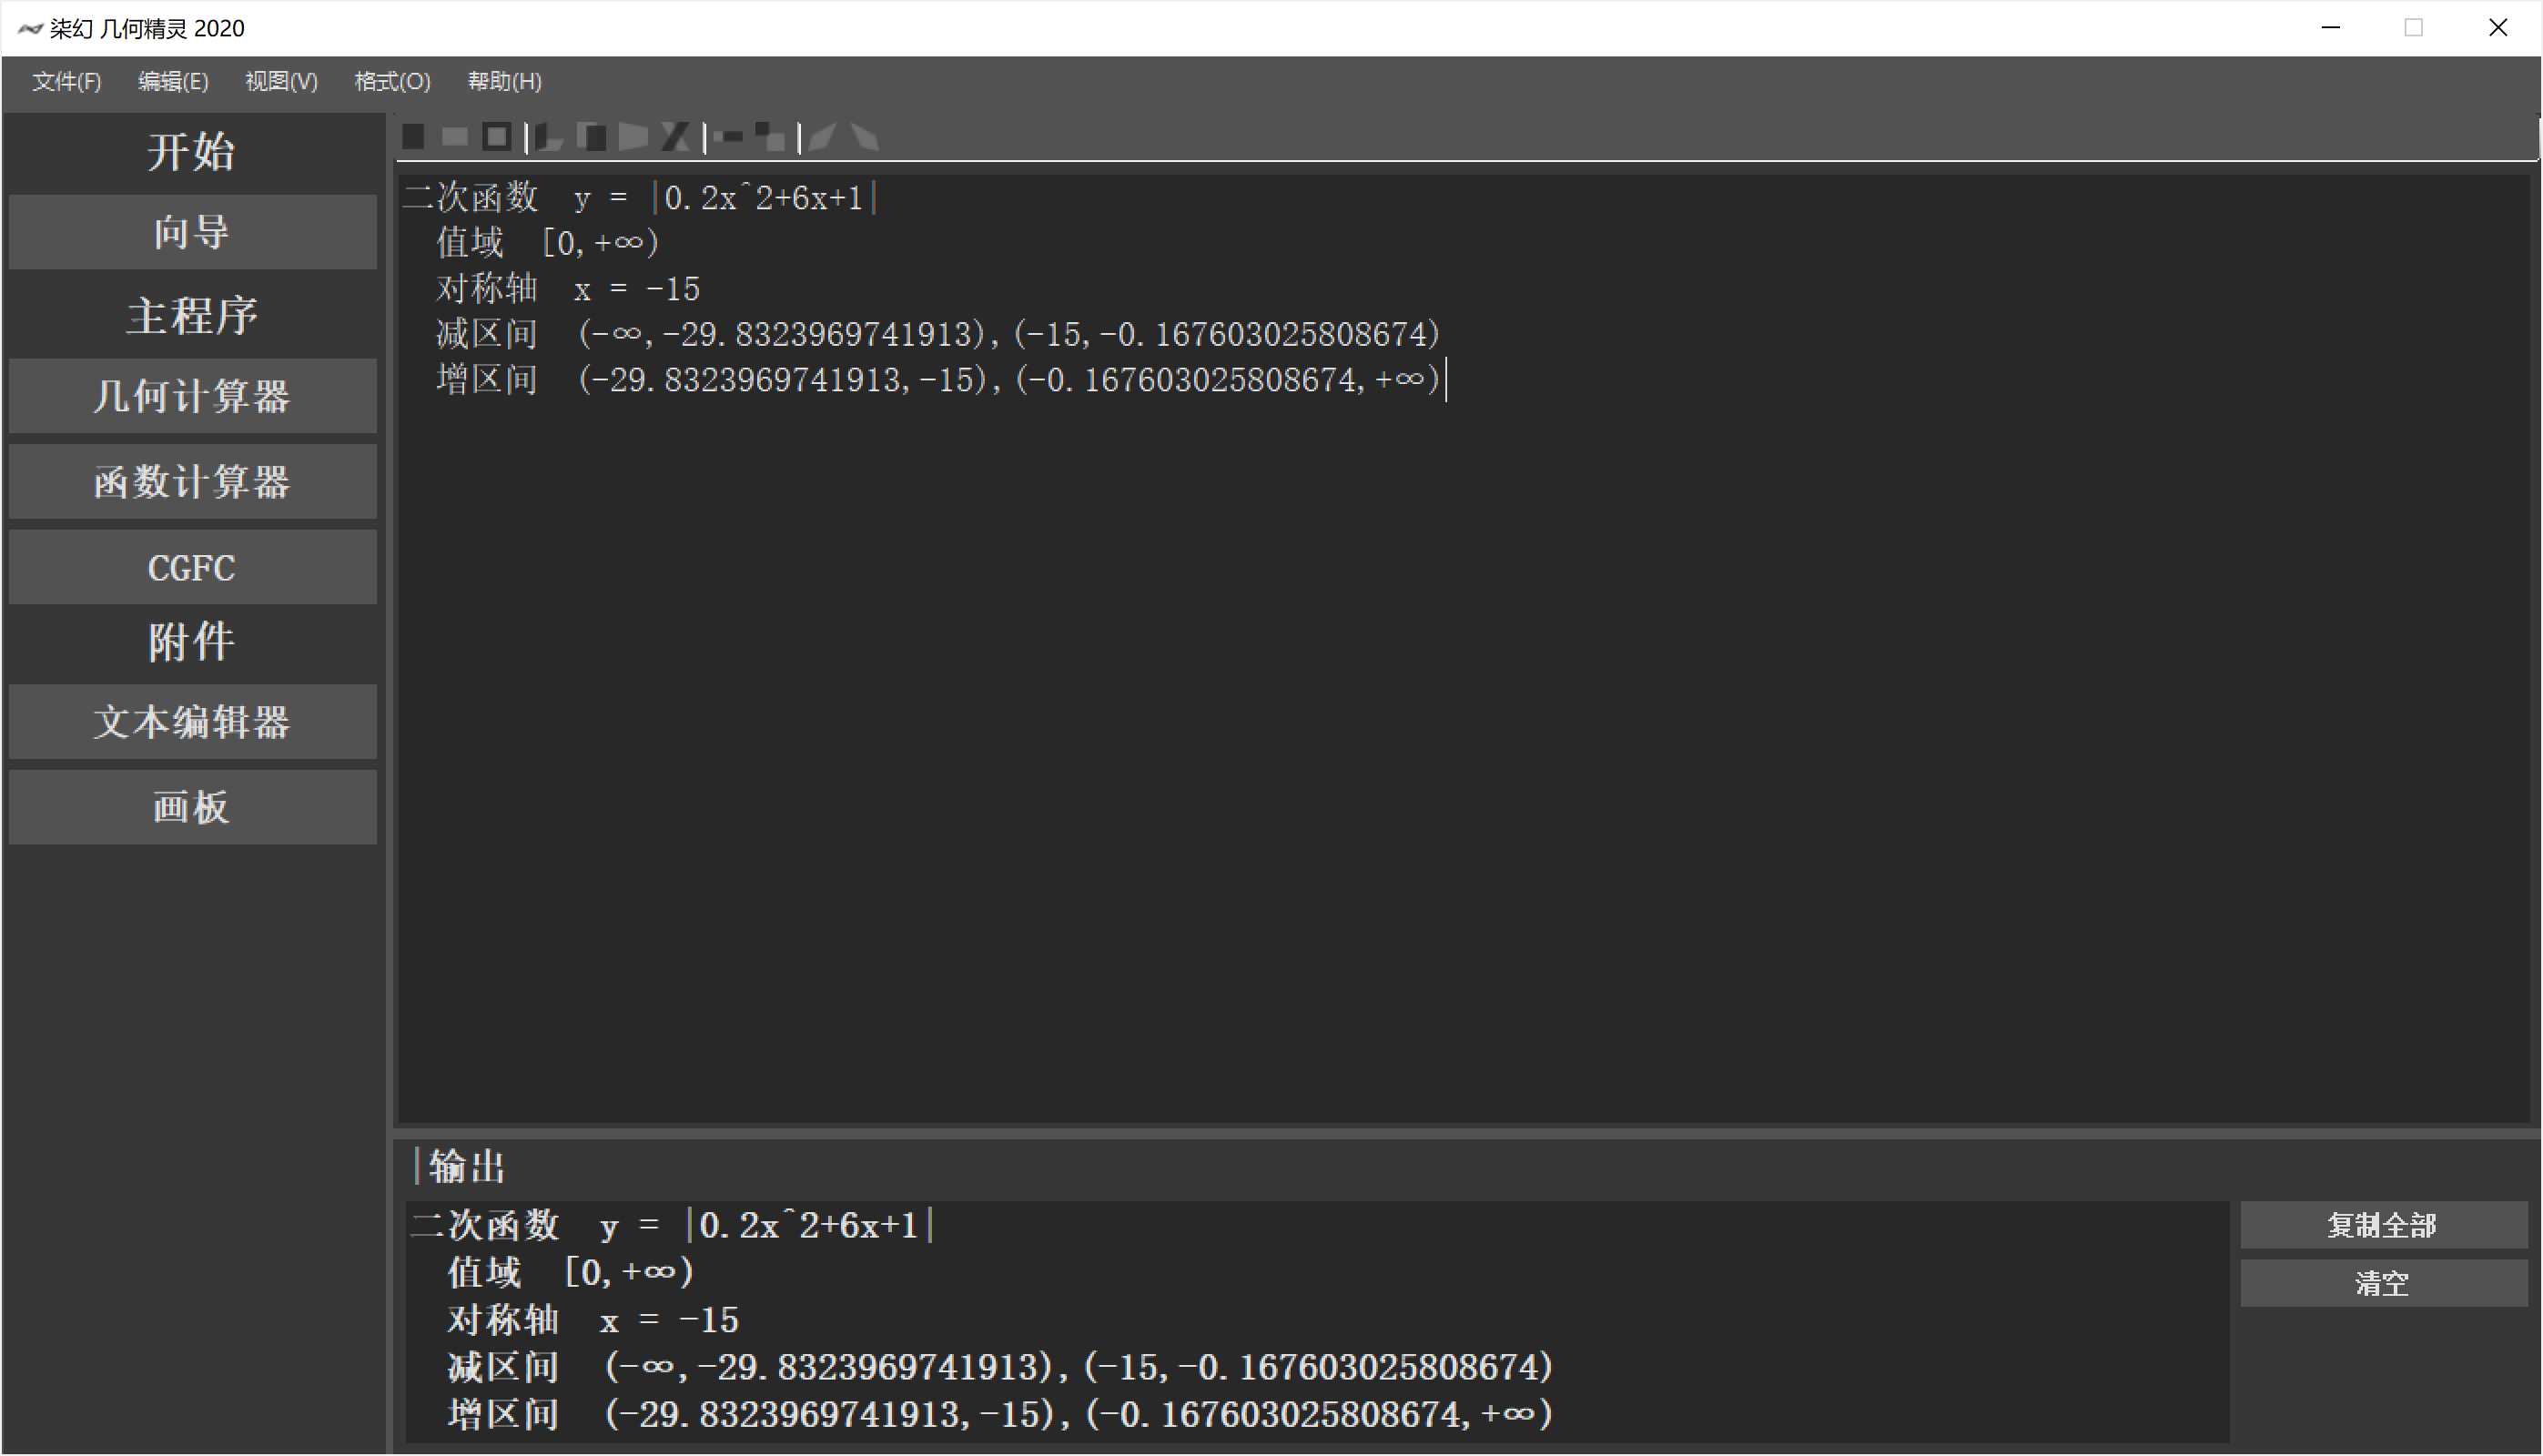 柒幻 几何精灵 2020
文件(F) 编辑(E) 视图(V) 格式(O) 帮助(H)
开始
向导
主程序
几何计算器
函数计算器
CGFC
附件
文本编辑器
画板
二次函数 y = |0.2x^2+6x+1|
值域 [0,+∞)
对称轴 x = -15
减区间 (-∞,-29.8323969741913),(-15,-0.167603025808674)
增区间 (-29.8323969741913,-15),(-0.167603025808674,+∞)
输出
二次函数 y = |0.2x^2+6x+1|
值域 [0,+∞)
对称轴 x = -15
减区间 (-∞,-29.8323969741913),(-15,-0.167603025808674)
增区间 (-29.8323969741913,-15),(-0.167603025808674,+∞)
复制全部
清空